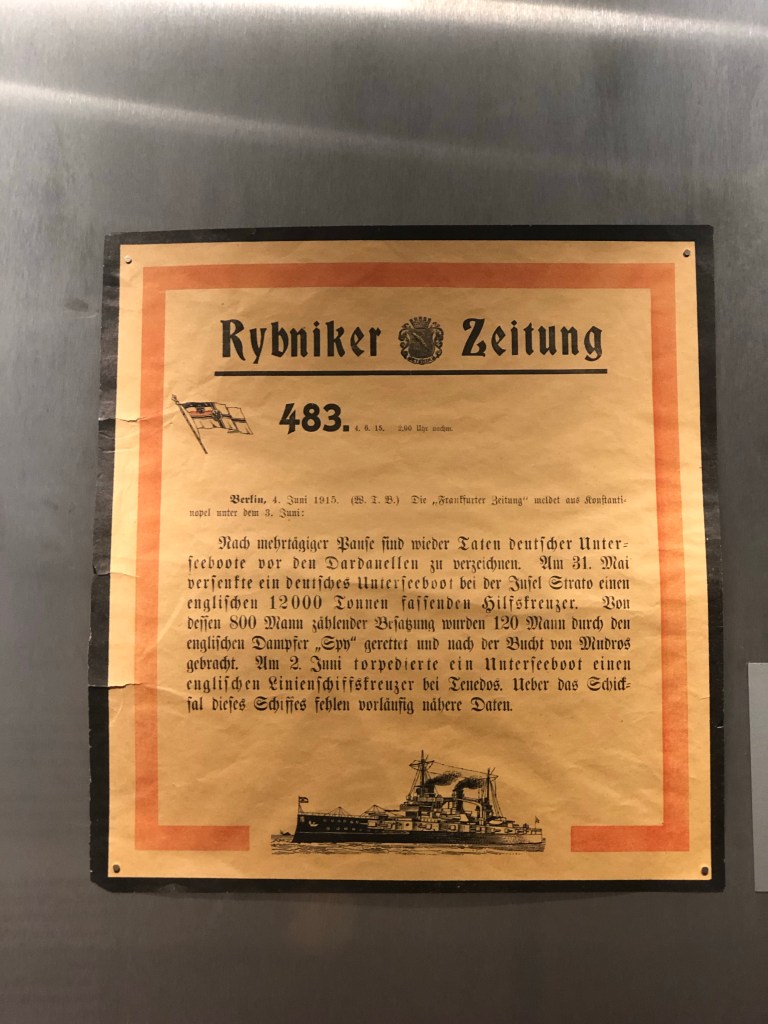 Rybniker Zeitung
483. 4. 6. 15. 2,00 Uhr nachm.
Berlin, 4. Juni 1915. (W. T. B.) Die „Frankfurter Zeitung“ meldet aus Konstanti-
nopel unter dem 3. Juni:
Nach mehrtägiger Pause sind wieder Taten deutscher Unter-
seeboote vor den Dardanellen zu verzeichnen. Am 31. Mai
versenkte ein deutsches Unterseeboot bei der Insel Strato einen
englischen 12000 Tonnen fassenden Hilfskreuzer. Von
dessen 800 Mann zählender Besatzung wurden 120 Mann durch den
englischen Dampfer „Spy“ gerettet und nach der Bucht von Mudros
gebracht. Am 2. Juni torpedierte ein Unterseeboot einen
englischen Linienschiffskreuzer bei Tenedos. Ueber das Schick-
sal dieses Schiffes fehlen vorläufig nähere Daten.